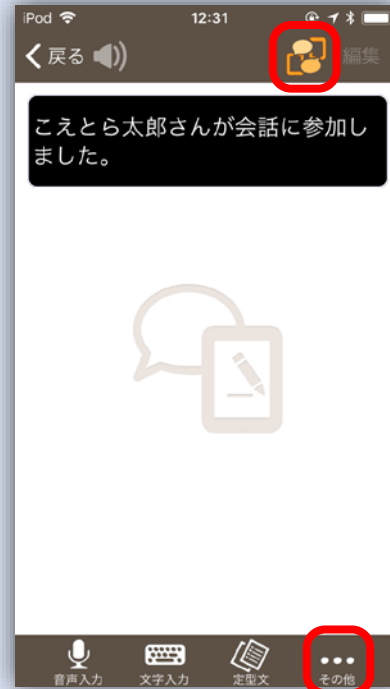 iPod 12:31
戻る 編集
こえとら太郎さんが会話に参加し
ました。
音声入力 文字入力 定型文 その他